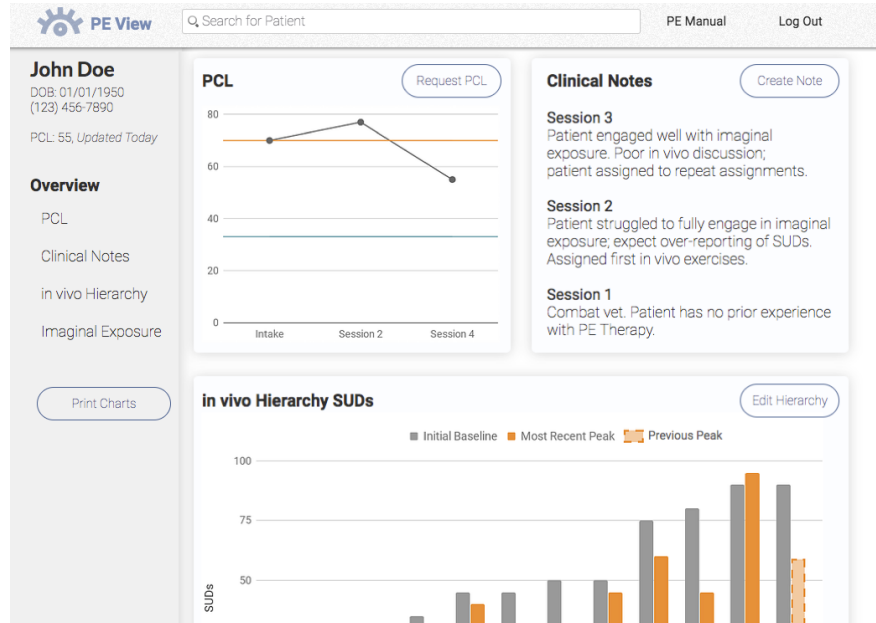 PE View
Search for Patient
PE Manual
Log Out
John Doe
DOB: 01/01/1950
(123) 456-7890
PCL: 55, Updated Today
Overview
PCL
Clinical Notes
in vivo Hierarchy
Imaginal Exposure
Print Charts
PCL
Request PCL
80
60
40
20
0
Intake
Session 2
Session 4
Clinical Notes
Create Note
Session 3
Patient engaged well with imaginal
exposure. Poor in vivo discussion;
patient assigned to repeat assignments.
Session 2
Patient struggled to fully engage in imaginal
exposure; expect over-reporting of SUDs.
Assigned first in vivo exercises.
Session 1
Combat vet. Patient has no prior experience
with PE Therapy.
in vivo Hierarchy SUDs
Edit Hierarchy
Initial Baseline
Most Recent Peak
Previous Peak
100
75
50
SUDs